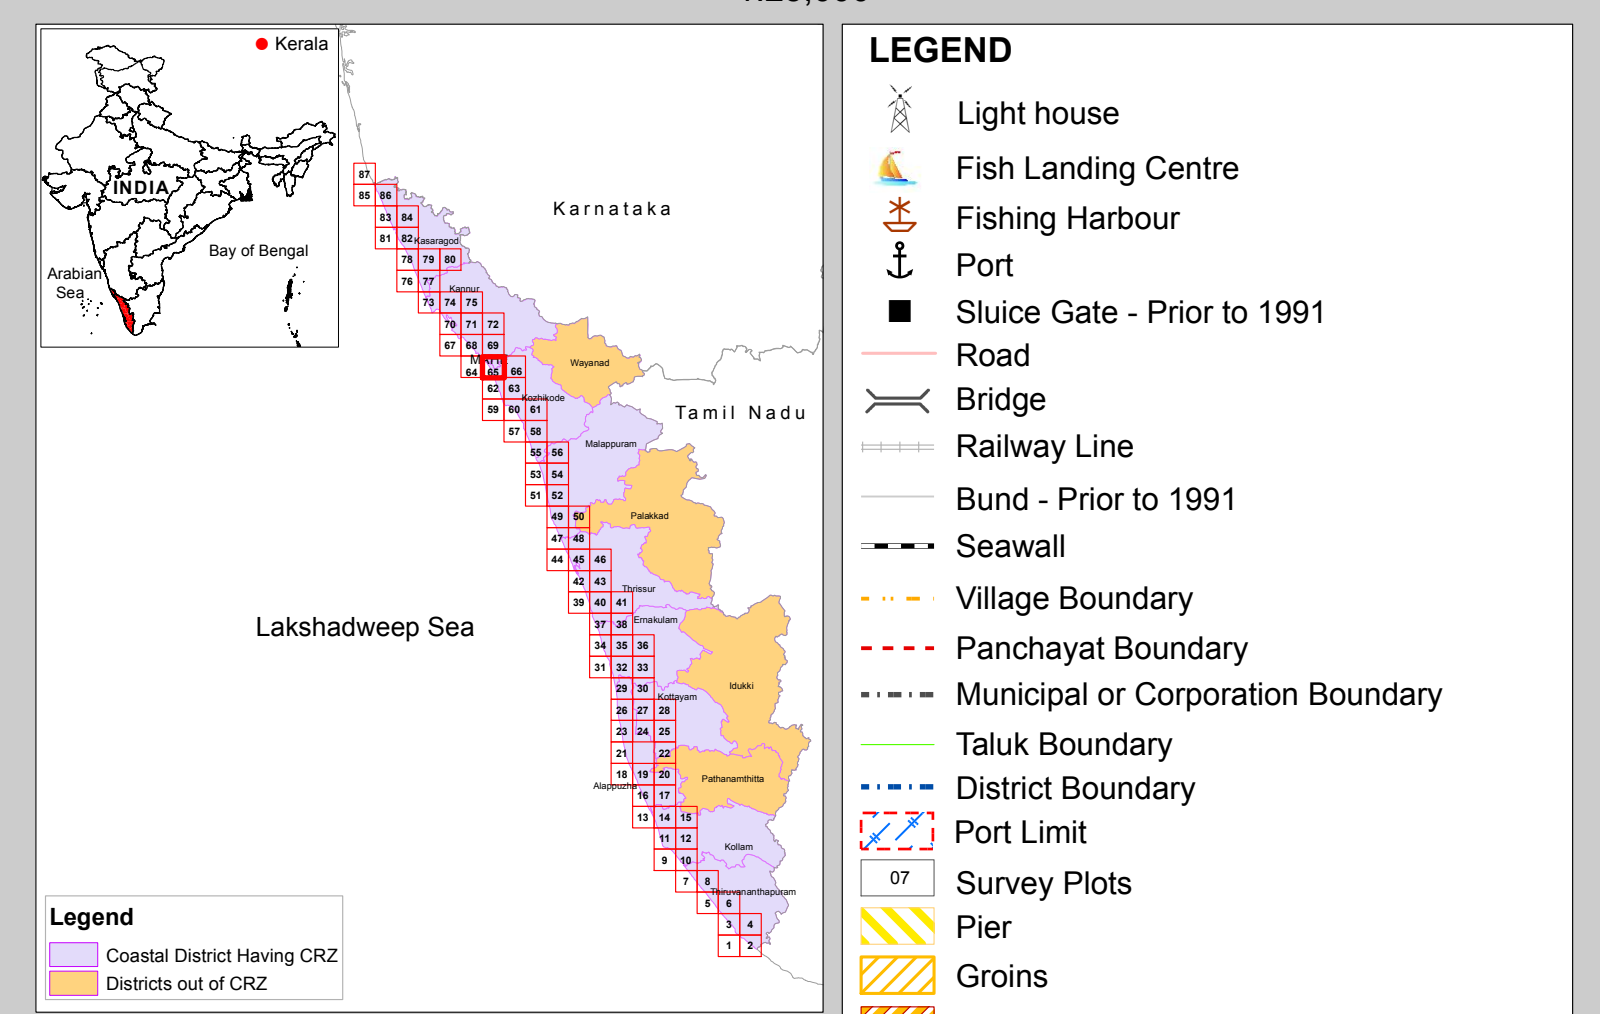 Kerala
INDIA
Bay of Bengal
Arabian
Sea
Karnataka
87
85 86
83 84
81 82
Kasaragod
78 79 80
76 77
Kannur
73 74 75
70 71 72
67 68 69
64 65 66
Wayanad
62 63
Kozhikode
59 60 61
Tamil Nadu
57 58
Malappuram
55 56
53 54
51 52
49 50
Palakkad
47 48
44 45 46
42 43
Thrissur
39 40 41
Ernakulam
37 38
Lakshadweep Sea
34 35 36
31 32 33
29 30
Idukki
Kottayam
26 27 28
23 24 25
21 22
18 19 20
Pathanamthitta
Alappuzha
16 17
13 14 15
11 12
Kollam
9 10
7 8
Thiruvananthapuram
5 6
3 4
1 2
Legend
Coastal District Having CRZ
Districts out of CRZ
LEGEND
Light house
Fish Landing Centre
Fishing Harbour
Port
Sluice Gate - Prior to 1991
Road
Bridge
Railway Line
Bund - Prior to 1991
Seawall
Village Boundary
Panchayat Boundary
Municipal or Corporation Boundary
Taluk Boundary
District Boundary
Port Limit
07
Survey Plots
Pier
Groins